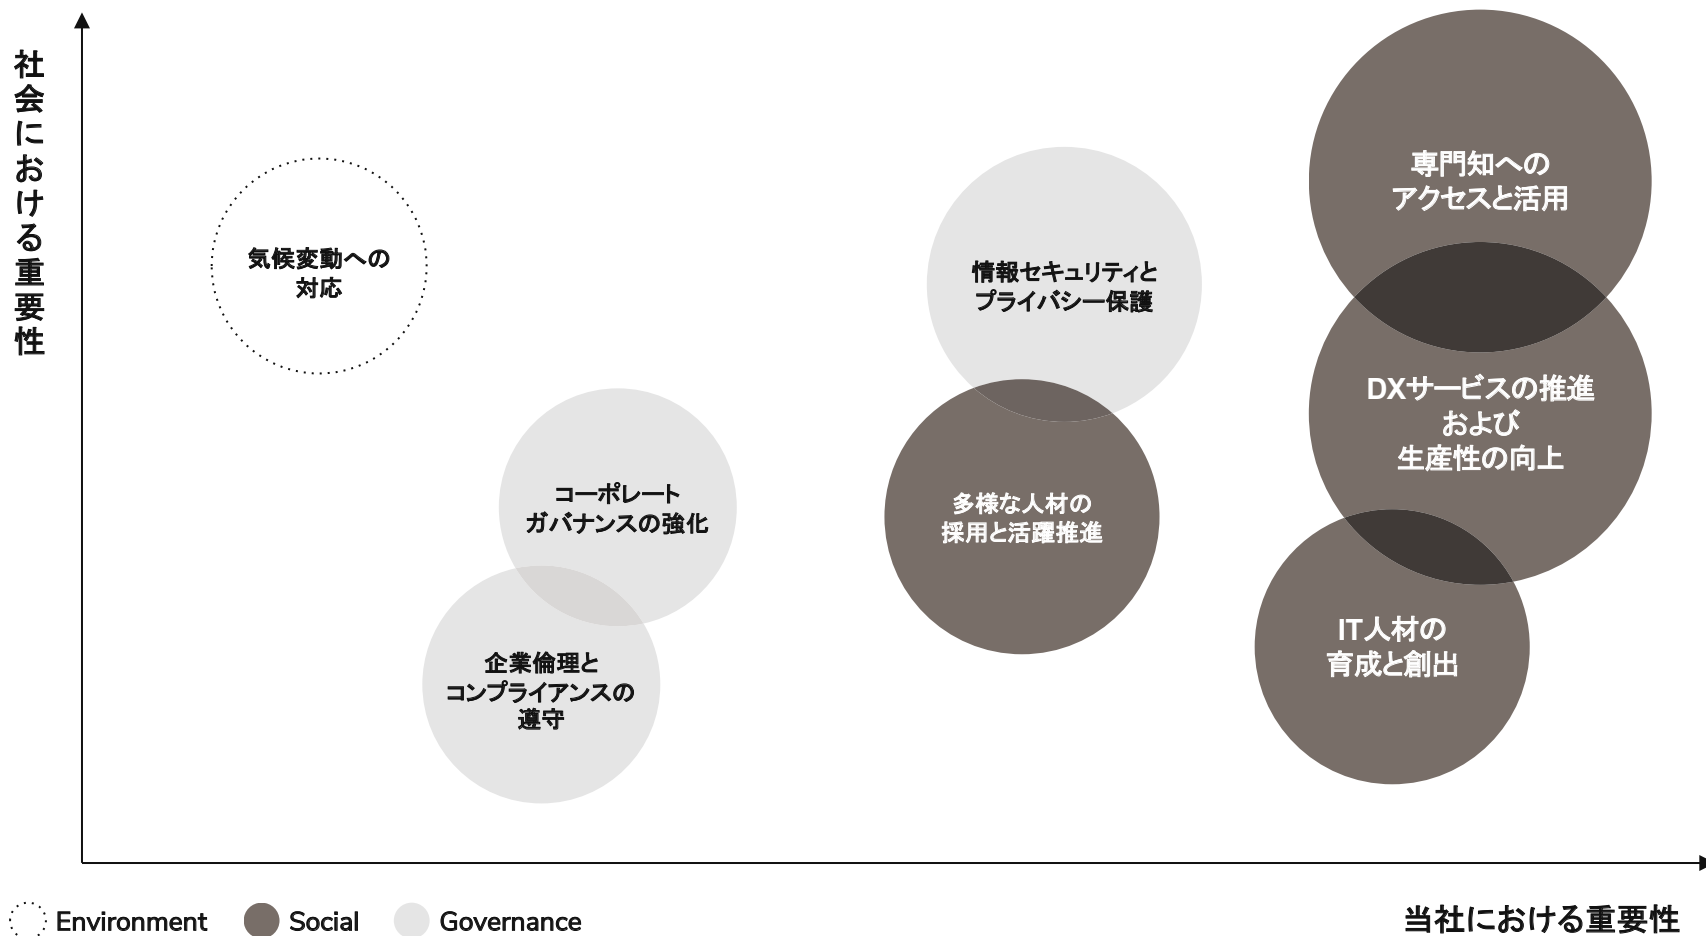 社会における重要性
専門知への
アクセスと活用
気候変動への
対応
情報セキュリティと
プライバシー保護
DXサービスの推進
および
生産性の向上
コーポレート
ガバナンスの強化
多様な人材の
採用と活躍推進
IT人材の
育成と創出
企業倫理と
コンプライアンスの
遵守
Environment
Social
Governance
当社における重要性